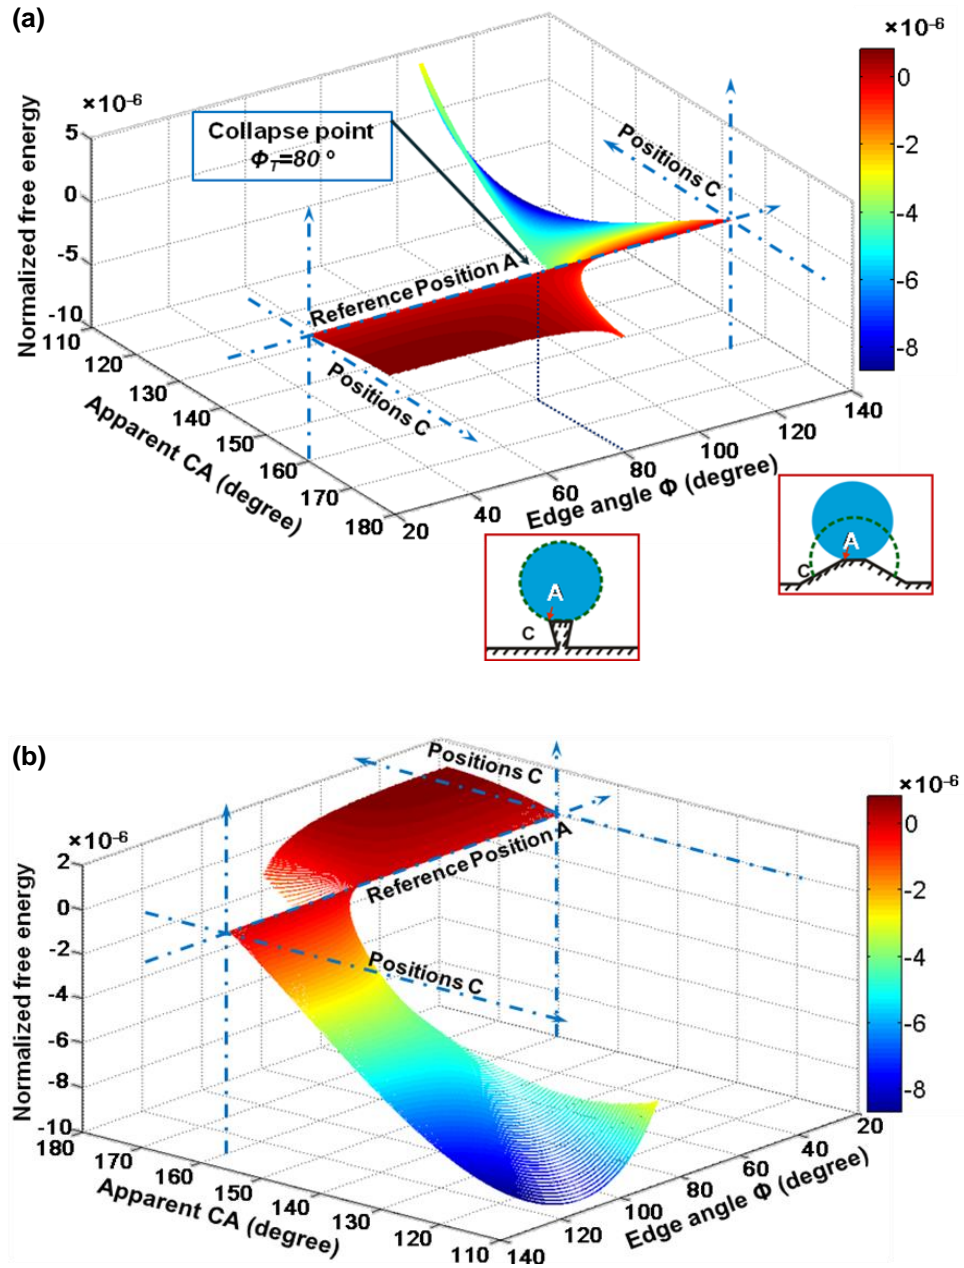 (a)
×10⁻⁶
×10⁻⁶
Collapse point
ϕT=80 °
Positions C
Reference Position A
Positions C
Normalized free energy
5
0
-5
-10
110
120
130
140
150
160
170
180
Apparent CA (degree)
20
40
60
80
100
120
140
Edge angle Φ (degree)
0
-2
-4
-6
-8
A
C
A
C
(b)
×10⁻⁶
×10⁻⁶
Positions C
Reference Position A
Positions C
Normalized free energy
2
0
-2
-4
-6
-8
-10
180
170
160
150
140
130
120
110
Apparent CA (degree)
140
120
100
80
60
40
20
Edge angle Φ (degree)
0
-2
-4
-6
-8